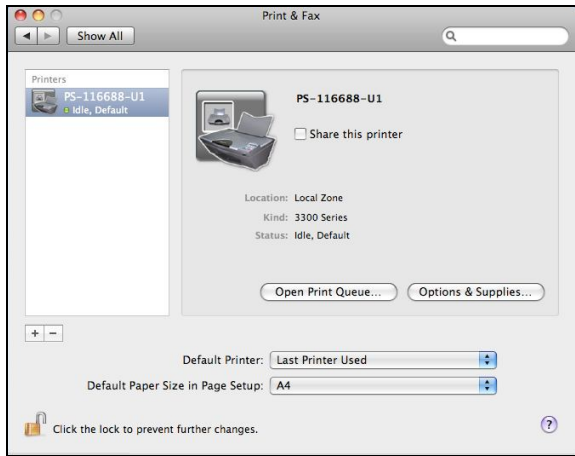 Print & Fax
Show All
Printers
PS-116688-U1
Idle, Default
PS-116688-U1
Share this printer
Location: Local Zone
Kind: 3300 Series
Status: Idle, Default
Open Print Queue...
Options & Supplies...
+ −
Default Printer: Last Printer Used
Default Paper Size in Page Setup: A4
Click the lock to prevent further changes.
?